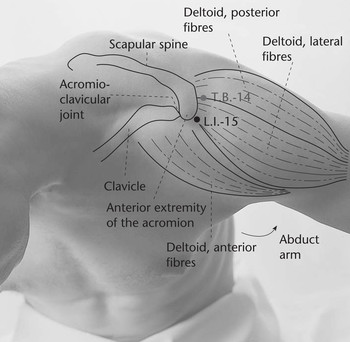 Deltoid, posterior
fibres
Deltoid, lateral
fibres
Scapular spine
Acromio-
clavicular
joint
T.B.-14
L.I.-15
Clavicle
Anterior extremity
of the acromion
Deltoid, anterior
fibres
Abduct
arm